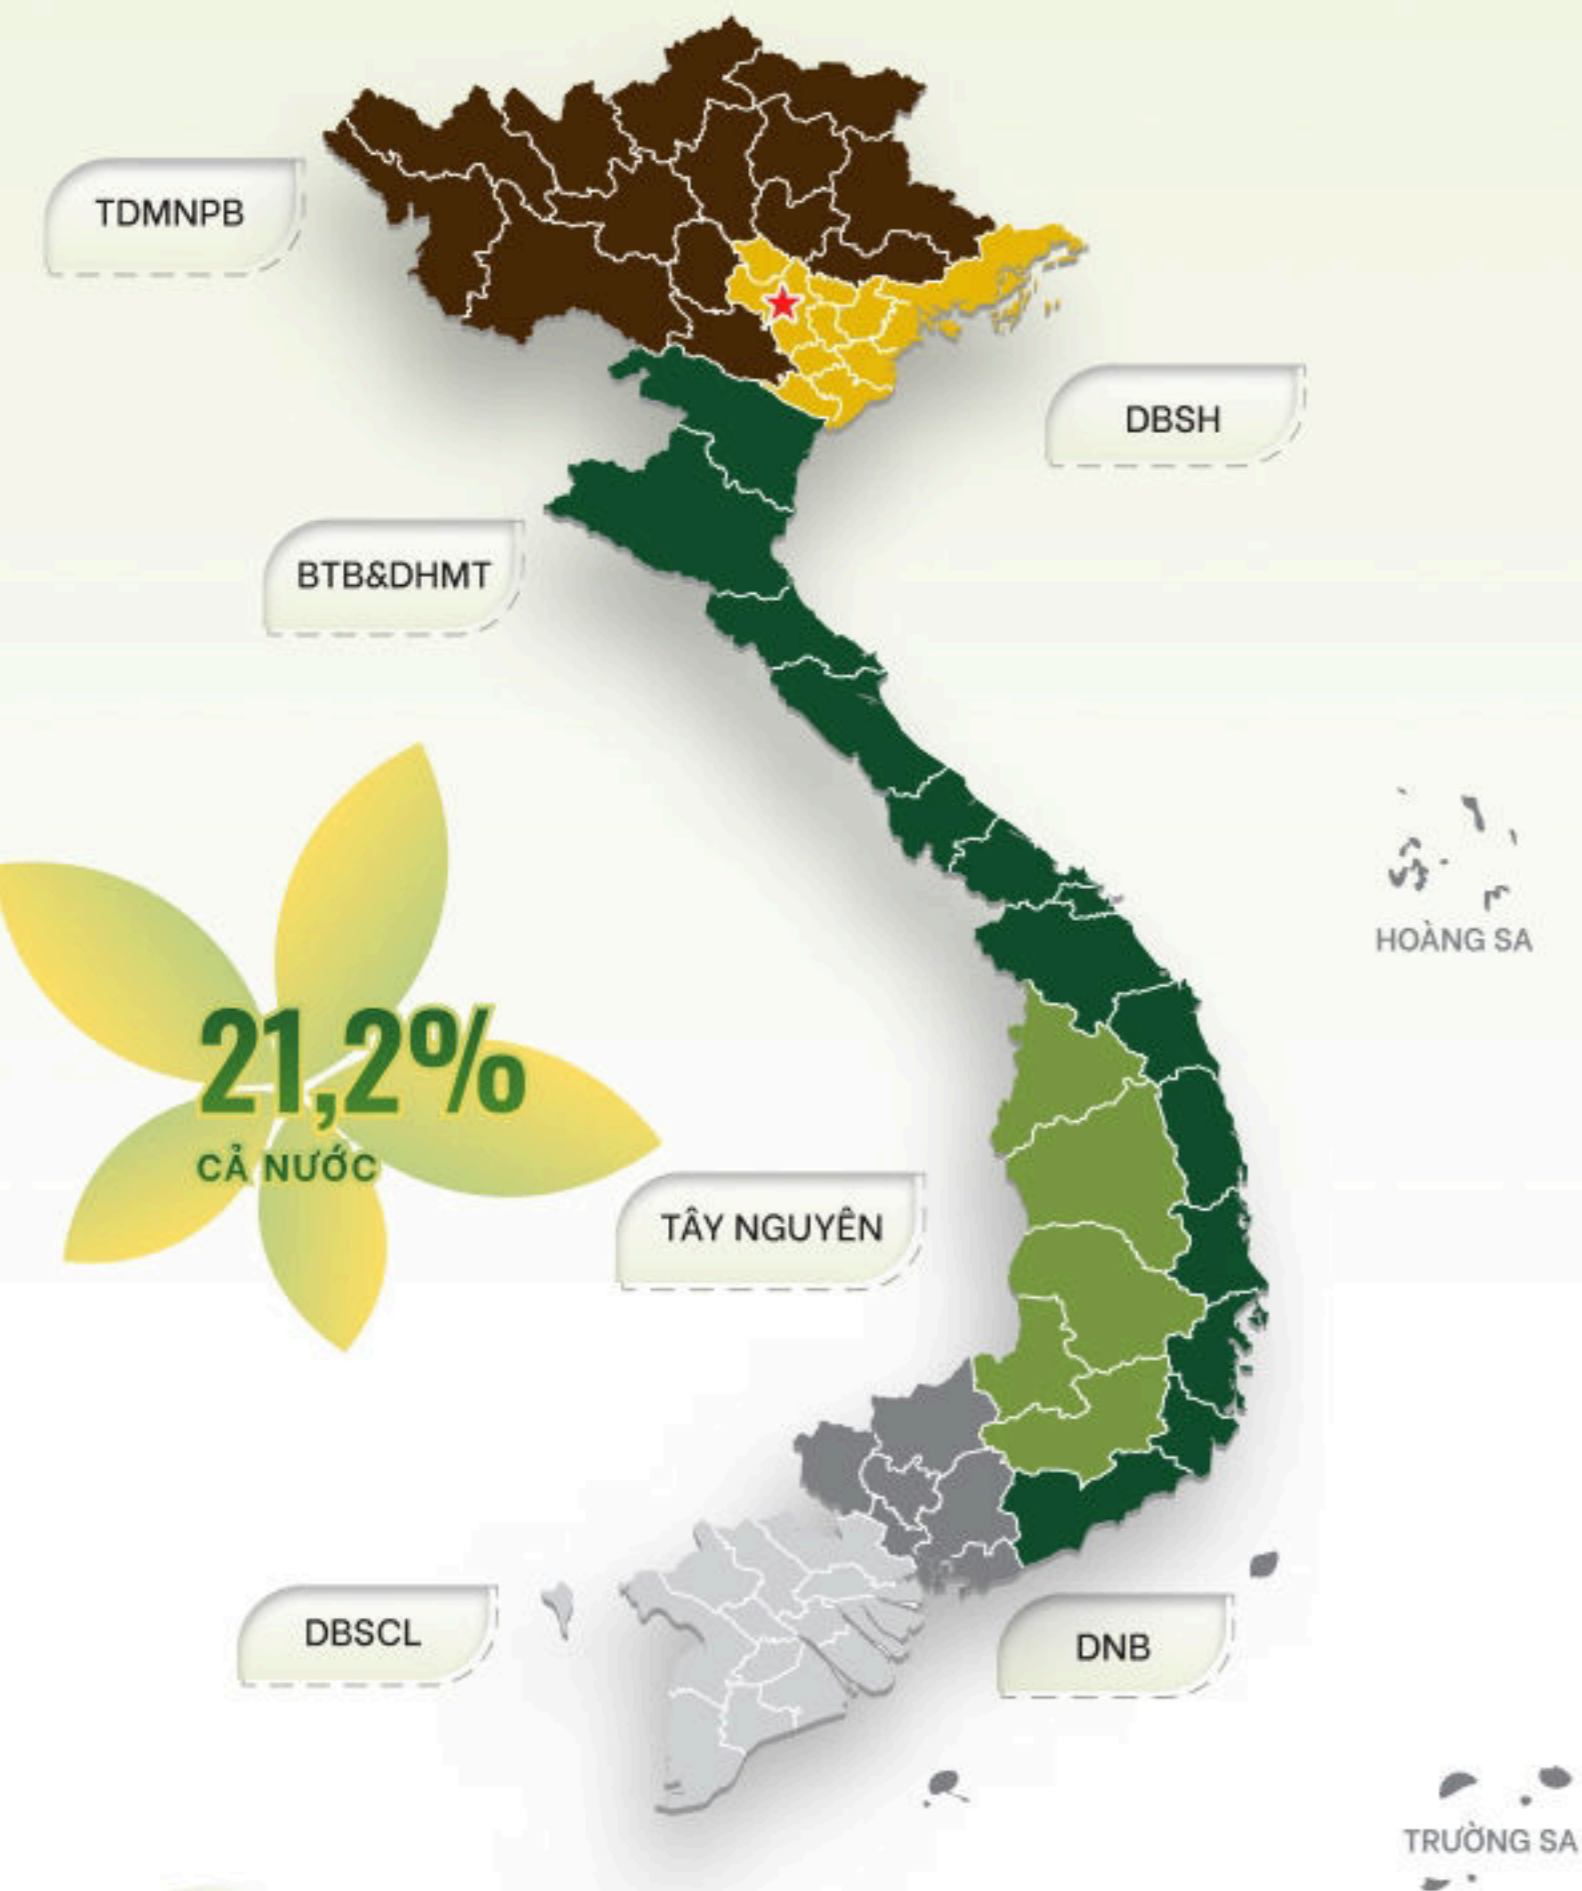 TDMNPB
DBSH
BTB&DHMT
HOÀNG SA
21,2%
CẢ NƯỚC
TÂY NGUYÊN
DBSCL
DNB
TRƯỜNG SA